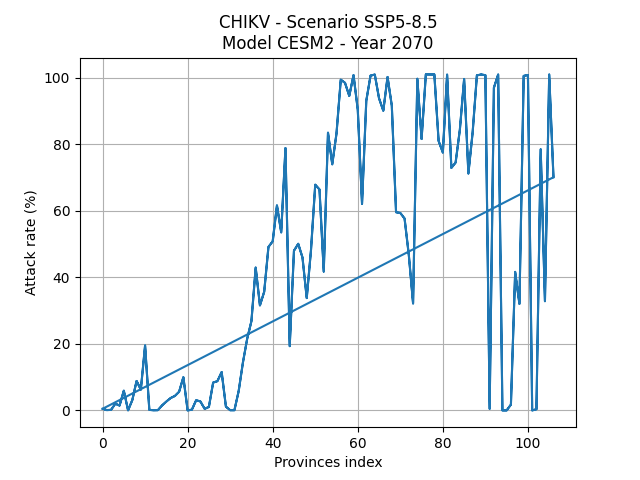 CHIKV - Scenario SSP5-8.5
Model CESM2 - Year 2070
Attack rate (%)
100
80
60
40
20
0
0 20 40 60 80 100
Provinces index